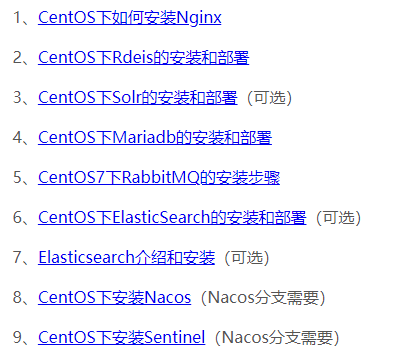 1、CentOS下如何安装Nginx
2、CentOS下Rdeis的安装和部署
3、CentOS下Solr的安装和部署（可选）
4、CentOS下Mariadb的安装和部署
5、CentOS7下RabbitMQ的安装步骤
6、CentOS下ElasticSearch的安装和部署（可选）
7、Elasticsearch介绍和安装（可选）
8、CentOS下安装Nacos（Nacos分支需要）
9、CentOS下安装Sentinel（Nacos分支需要）